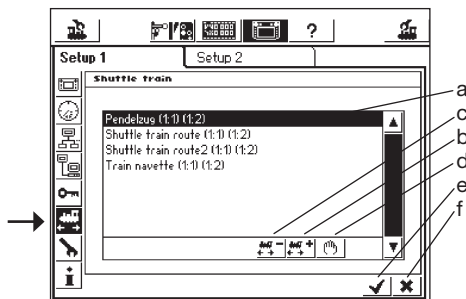 ?
Setup 1
Setup 2
Shuttle train
Pendelzug (1:1) (1:2)
Shuttle train route (1:1) (1:2)
Shuttle train route2 (1:1) (1:2)
Train navette (1:1) (1:2)
a
c
b
d
e
f